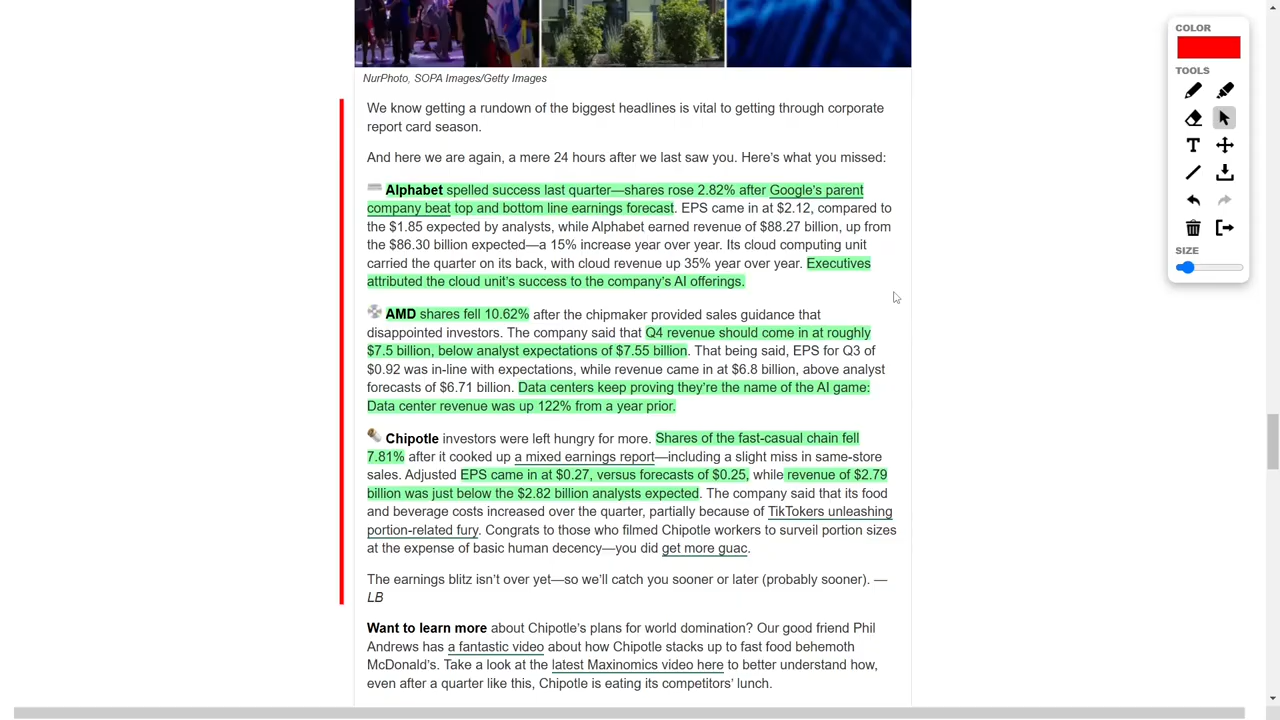 NurPhoto, SOPA Images/Getty Images
We know getting a rundown of the biggest headlines is vital to getting through corporate
report card season.
And here we are again, a mere 24 hours after we last saw you. Here's what you missed:
Alphabet spelled success last quarter—shares rose 2.82% after Google's parent
company beat top and bottom line earnings forecast. EPS came in at $2.12, compared to
the $1.85 expected by analysts, while Alphabet earned revenue of $88.27 billion, up from
the $86.30 billion expected—a 15% increase year over year. Its cloud computing unit
carried the quarter on its back, with cloud revenue up 35% year over year. Executives
attributed the cloud unit's success to the company's AI offerings.
AMD shares fell 10.62% after the chipmaker provided sales guidance that
disappointed investors. The company said that Q4 revenue should come in at roughly
$7.5 billion, below analyst expectations of $7.55 billion. That being said, EPS for Q3 of
$0.92 was in-line with expectations, while revenue came in at $6.8 billion, above analyst
forecasts of $6.71 billion. Data centers keep proving they're the name of the AI game:
Data center revenue was up 122% from a year prior.
Chipotle investors were left hungry for more. Shares of the fast-casual chain fell
7.81% after it cooked up a mixed earnings report—including a slight miss in same-store
sales. Adjusted EPS came in at $0.27, versus forecasts of $0.25, while revenue of $2.79
billion was just below the $2.82 billion analysts expected. The company said that its food
and beverage costs increased over the quarter, partially because of TikTokers unleashing
portion-related fury. Congrats to those who filmed Chipotle workers to surveil portion sizes
at the expense of basic human decency—you did get more guac.
The earnings blitz isn't over yet—so we'll catch you sooner or later (probably sooner). —
LB
Want to learn more about Chipotle's plans for world domination? Our good friend Phil
Andrews has a fantastic video about how Chipotle stacks up to fast food behemoth
McDonald's. Take a look at the latest Maxinomics video here to better understand how,
even after a quarter like this, Chipotle is eating its competitors' lunch.
COLOR
TOOLS
T
SIZE